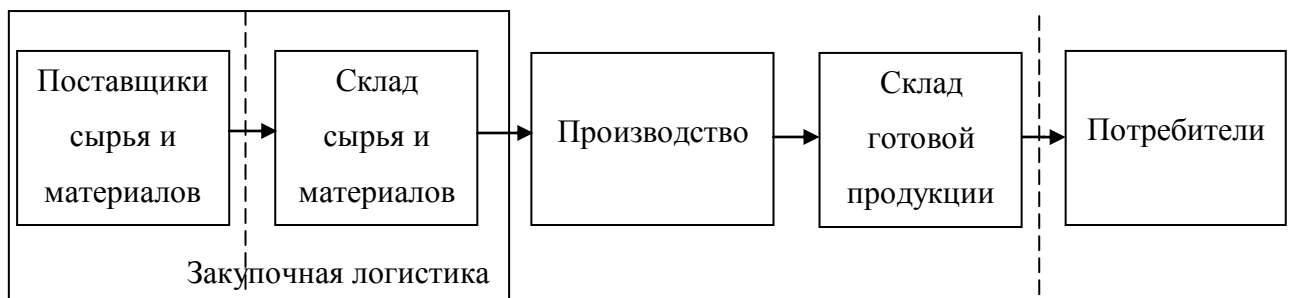 Поставщики
сырья и
материалов
Склад
сырья и
материалов
Производство
Склад
готовой
продукции
Потребители
Закупочная логистика